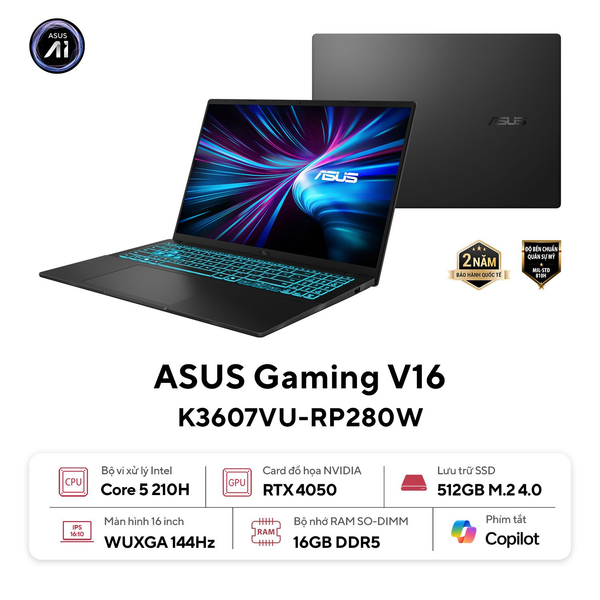 ASUS
Ai
ASUS
ASUS
2 NĂM
BẢO HÀNH QUỐC TẾ
ĐỘ BỀN CHUẨN
QUÂN SỰ MỸ
MIL-STD
810H
ASUS Gaming V16
K3607VU-RP280W
CPU
Bộ vi xử lý Intel
Core 5 210H
GPU
Card đồ họa NVIDIA
RTX 4050
Lưu trữ SSD
512GB M.2 4.0
IPS
16:10
Màn hình 16 inch
WUXGA 144Hz
RAM
Bộ nhớ RAM SO-DIMM
16GB DDR5
Phím tắt
Copilot